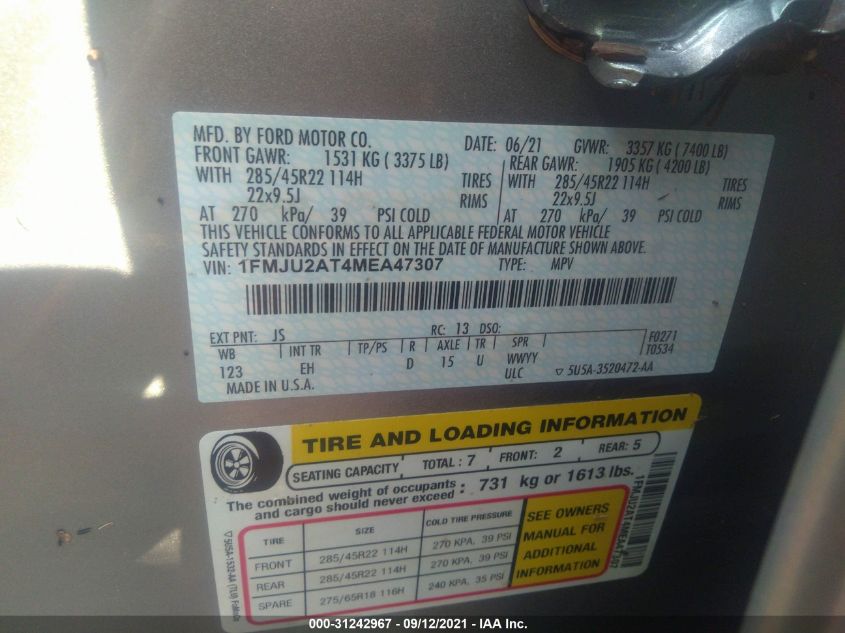 MFD. BY FORD MOTOR CO. DATE: 06/21 GVWR: 3357 KG ( 7400 LB)
FRONT GAWR: 1531 KG ( 3375 LB) REAR GAWR: 1905 KG ( 4200 LB)
WITH 285/45R22 114H TIRES WITH 285/45R22 114H TIRES
22x9.5J RIMS 22x9.5J RIMS
AT 270 kPa/ 39 PSI COLD AT 270 kPa/ 39 PSI COLD
THIS VEHICLE CONFORMS TO ALL APPLICABLE FEDERAL MOTOR VEHICLE
SAFETY STANDARDS IN EFFECT ON THE DATE OF MANUFACTURE SHOWN ABOVE.
VIN: 1FMJU2AT4MEA47307 TYPE: MPV
EXT PNT: JS RC: 13 DSO: F0271
WB INT TR TP/PS R AXLE TR SPR T0534
123 EH D 15 U WWYY
ULC ▽ 5U5A-3520472-AA
MADE IN U.S.A.
TIRE AND LOADING INFORMATION
SEATING CAPACITY TOTAL : 7 FRONT: 2 REAR: 5
The combined weight of occupants and cargo should never exceed : 731 kg or 1613 lbs.
TIRE SIZE COLD TIRE PRESSURE
FRONT 285/45R22 114H 270 KPA, 39 PSI
REAR 285/45R22 114H 270 KPA, 39 PSI
SPARE 275/65R18 116H 240 KPA, 35 PSI
SEE OWNERS
MANUAL FOR
ADDITIONAL
INFORMATION
1FMJU2AT4MEA47307
000-31242967 - 09/12/2021 - IAA Inc.